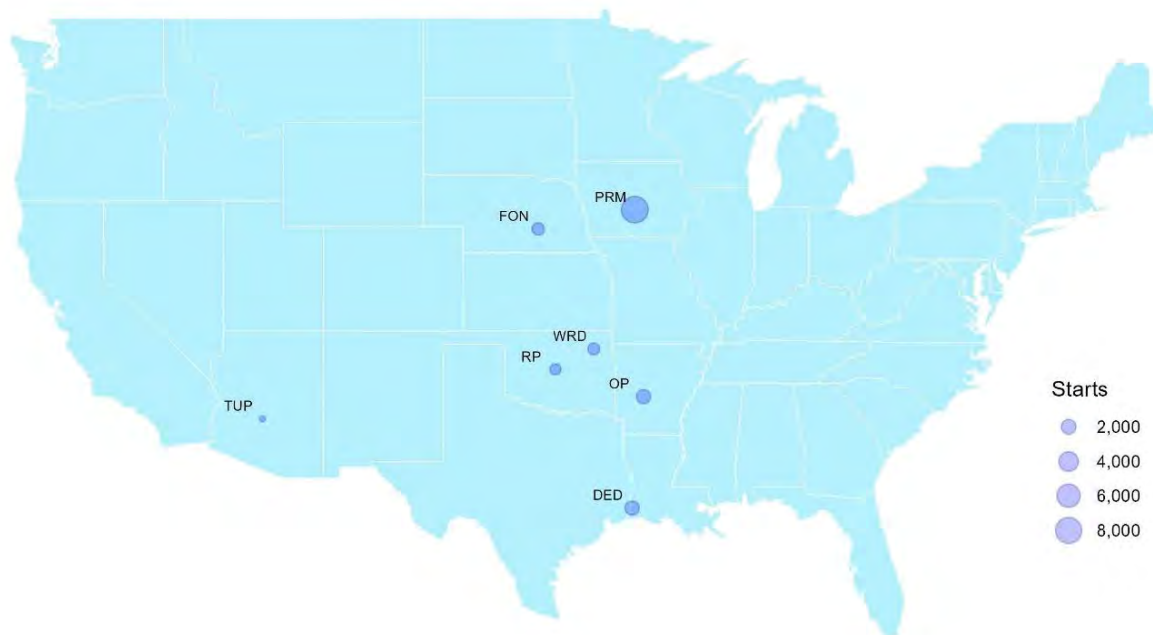 PRM
FON
WRD
RP
OP
TUP
DED
Starts
2,000
4,000
6,000
8,000